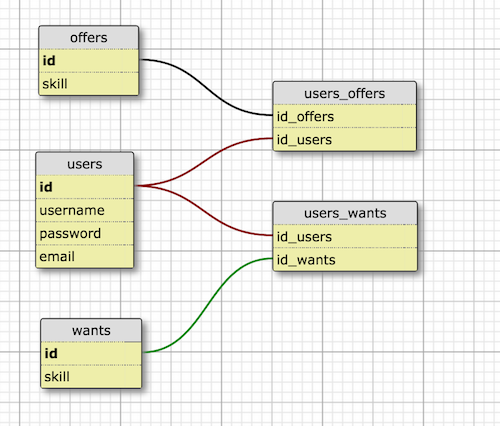 offers
id
skill
users_offers
id_offers
id_users
users
id
username
password
email
users_wants
id_users
id_wants
wants
id
skill